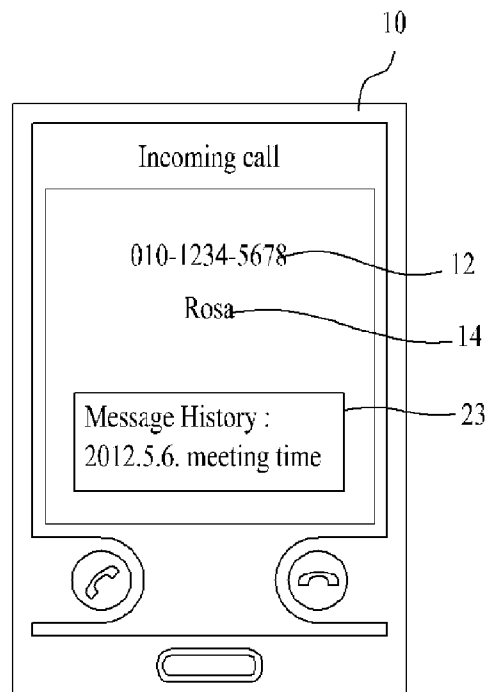 10
Incoming call
010-1234-5678
12
Rosa
14
Message History :
23
2012.5.6. meeting time